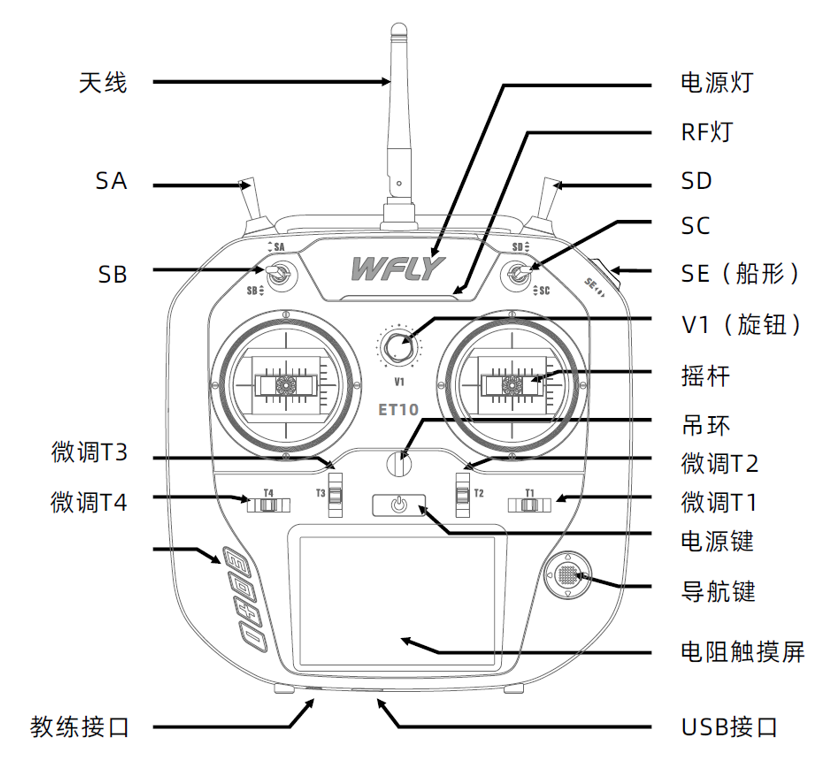 天线
电源灯
RF灯
SA
SD
SC
SB
SE（船形）
V1（旋钮）
摇杆
吊环
微调T3
微调T2
微调T4
微调T1
电源键
导航键
电阻触摸屏
教练接口
USB接口
SA
SB
WFLY
SD
SC
SE
V1
ET10
T4
T3
T2
T1